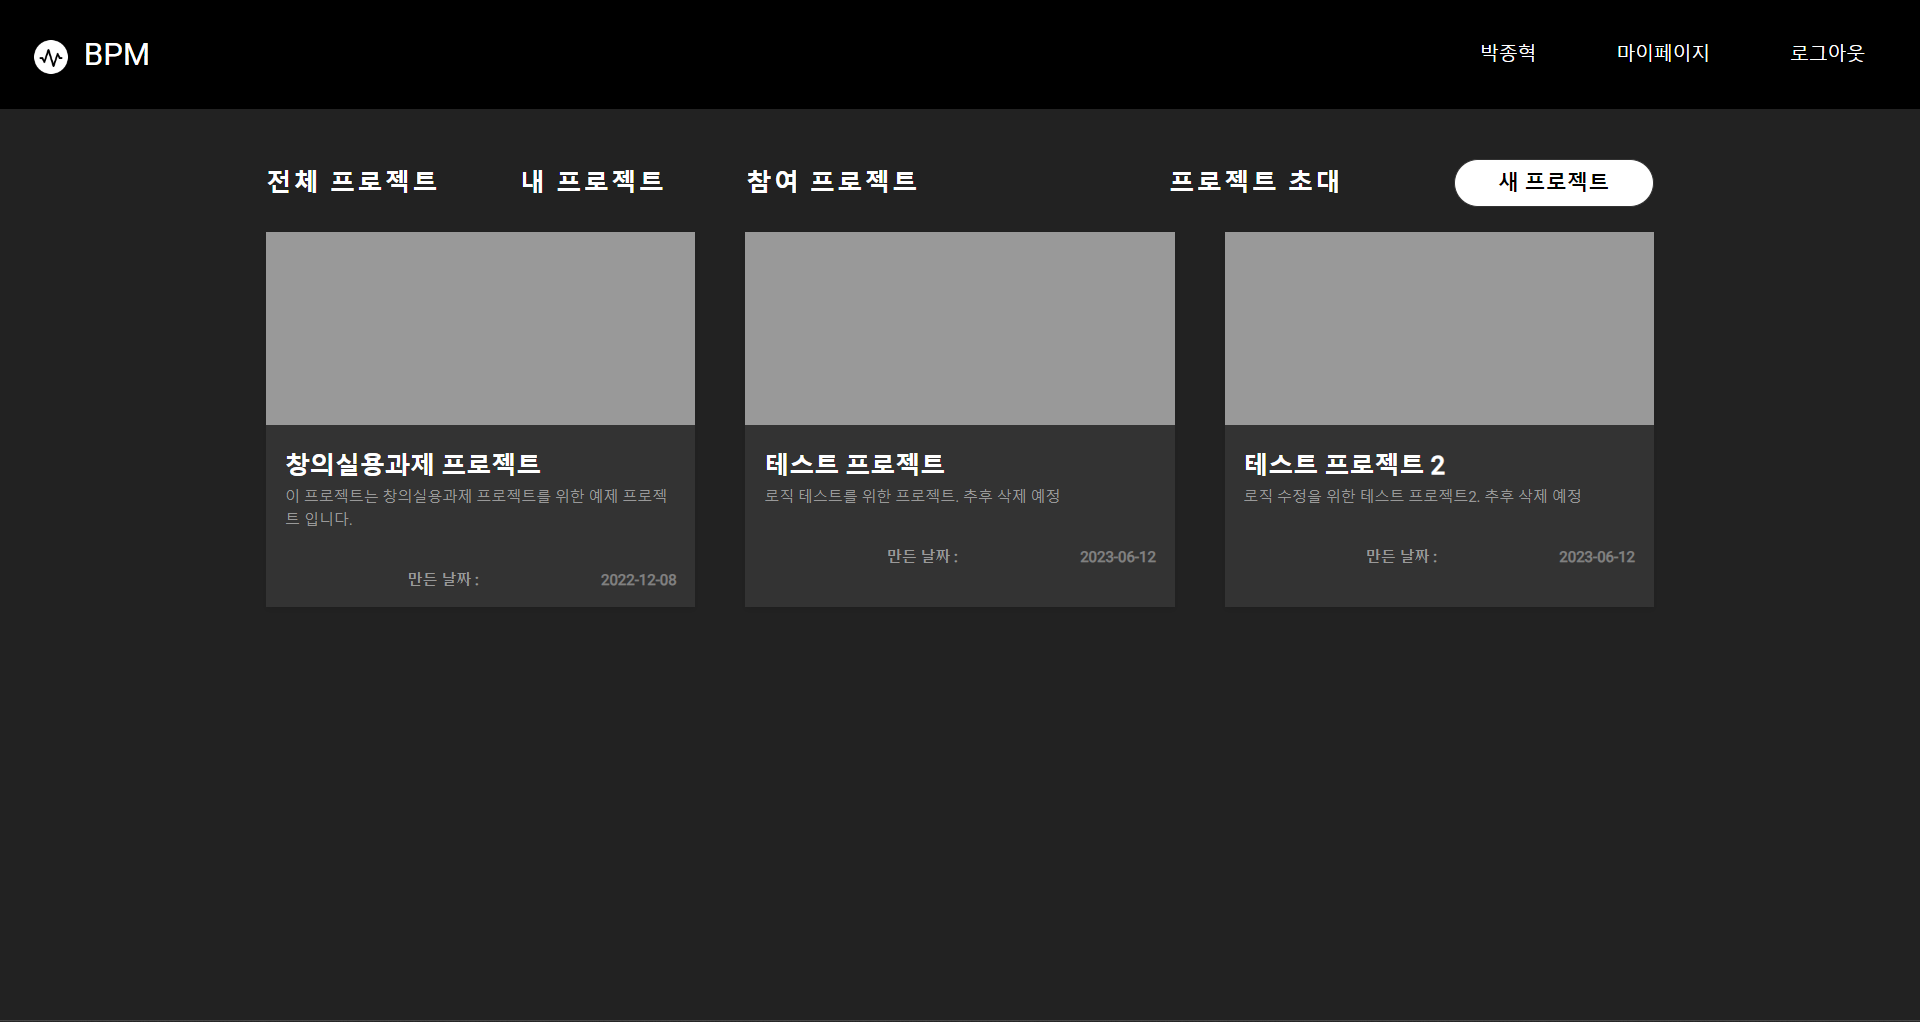 BPM
박종혁
마이페이지
로그아웃
전체 프로젝트
내 프로젝트
참여 프로젝트
프로젝트 초대
새 프로젝트
창의실용과제 프로젝트
이 프로젝트는 창의실용과제 프로젝트를 위한 예제 프로젝
트 입니다.
만든 날짜 :
2022-12-08
테스트 프로젝트
로직 테스트를 위한 프로젝트. 추후 삭제 예정
만든 날짜 :
2023-06-12
테스트 프로젝트 2
로직 수정을 위한 테스트 프로젝트2. 추후 삭제 예정
만든 날짜 :
2023-06-12